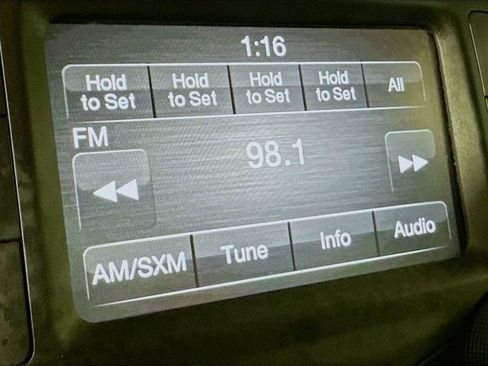 1:16
Hold to Set Hold to Set Hold to Set Hold to Set All
FM
98.1
AM/SXM Tune Info Audio